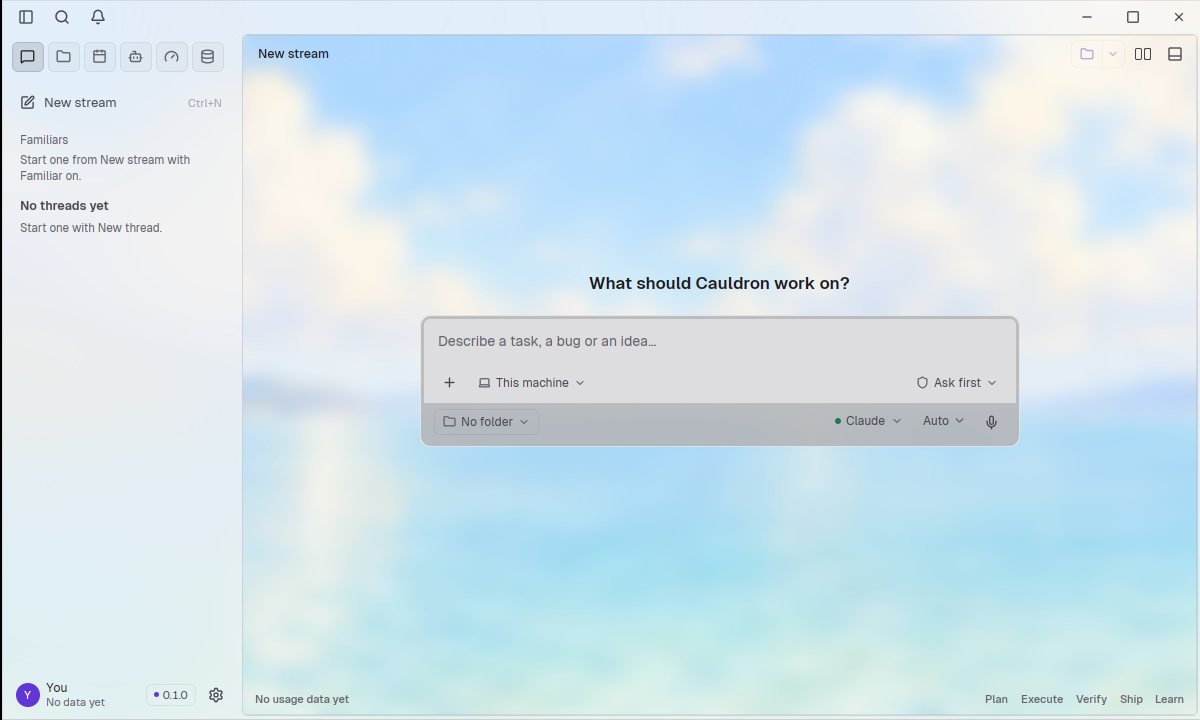 New stream
New stream Ctrl+N
Familiars
Start one from New stream with
Familiar on.
No threads yet
Start one with New thread.
What should Cauldron work on?
Describe a task, a bug or an idea…
This machine
Ask first
No folder
Claude
Auto
Y
You
No data yet
0.1.0
No usage data yet
Plan Execute Verify Ship Learn